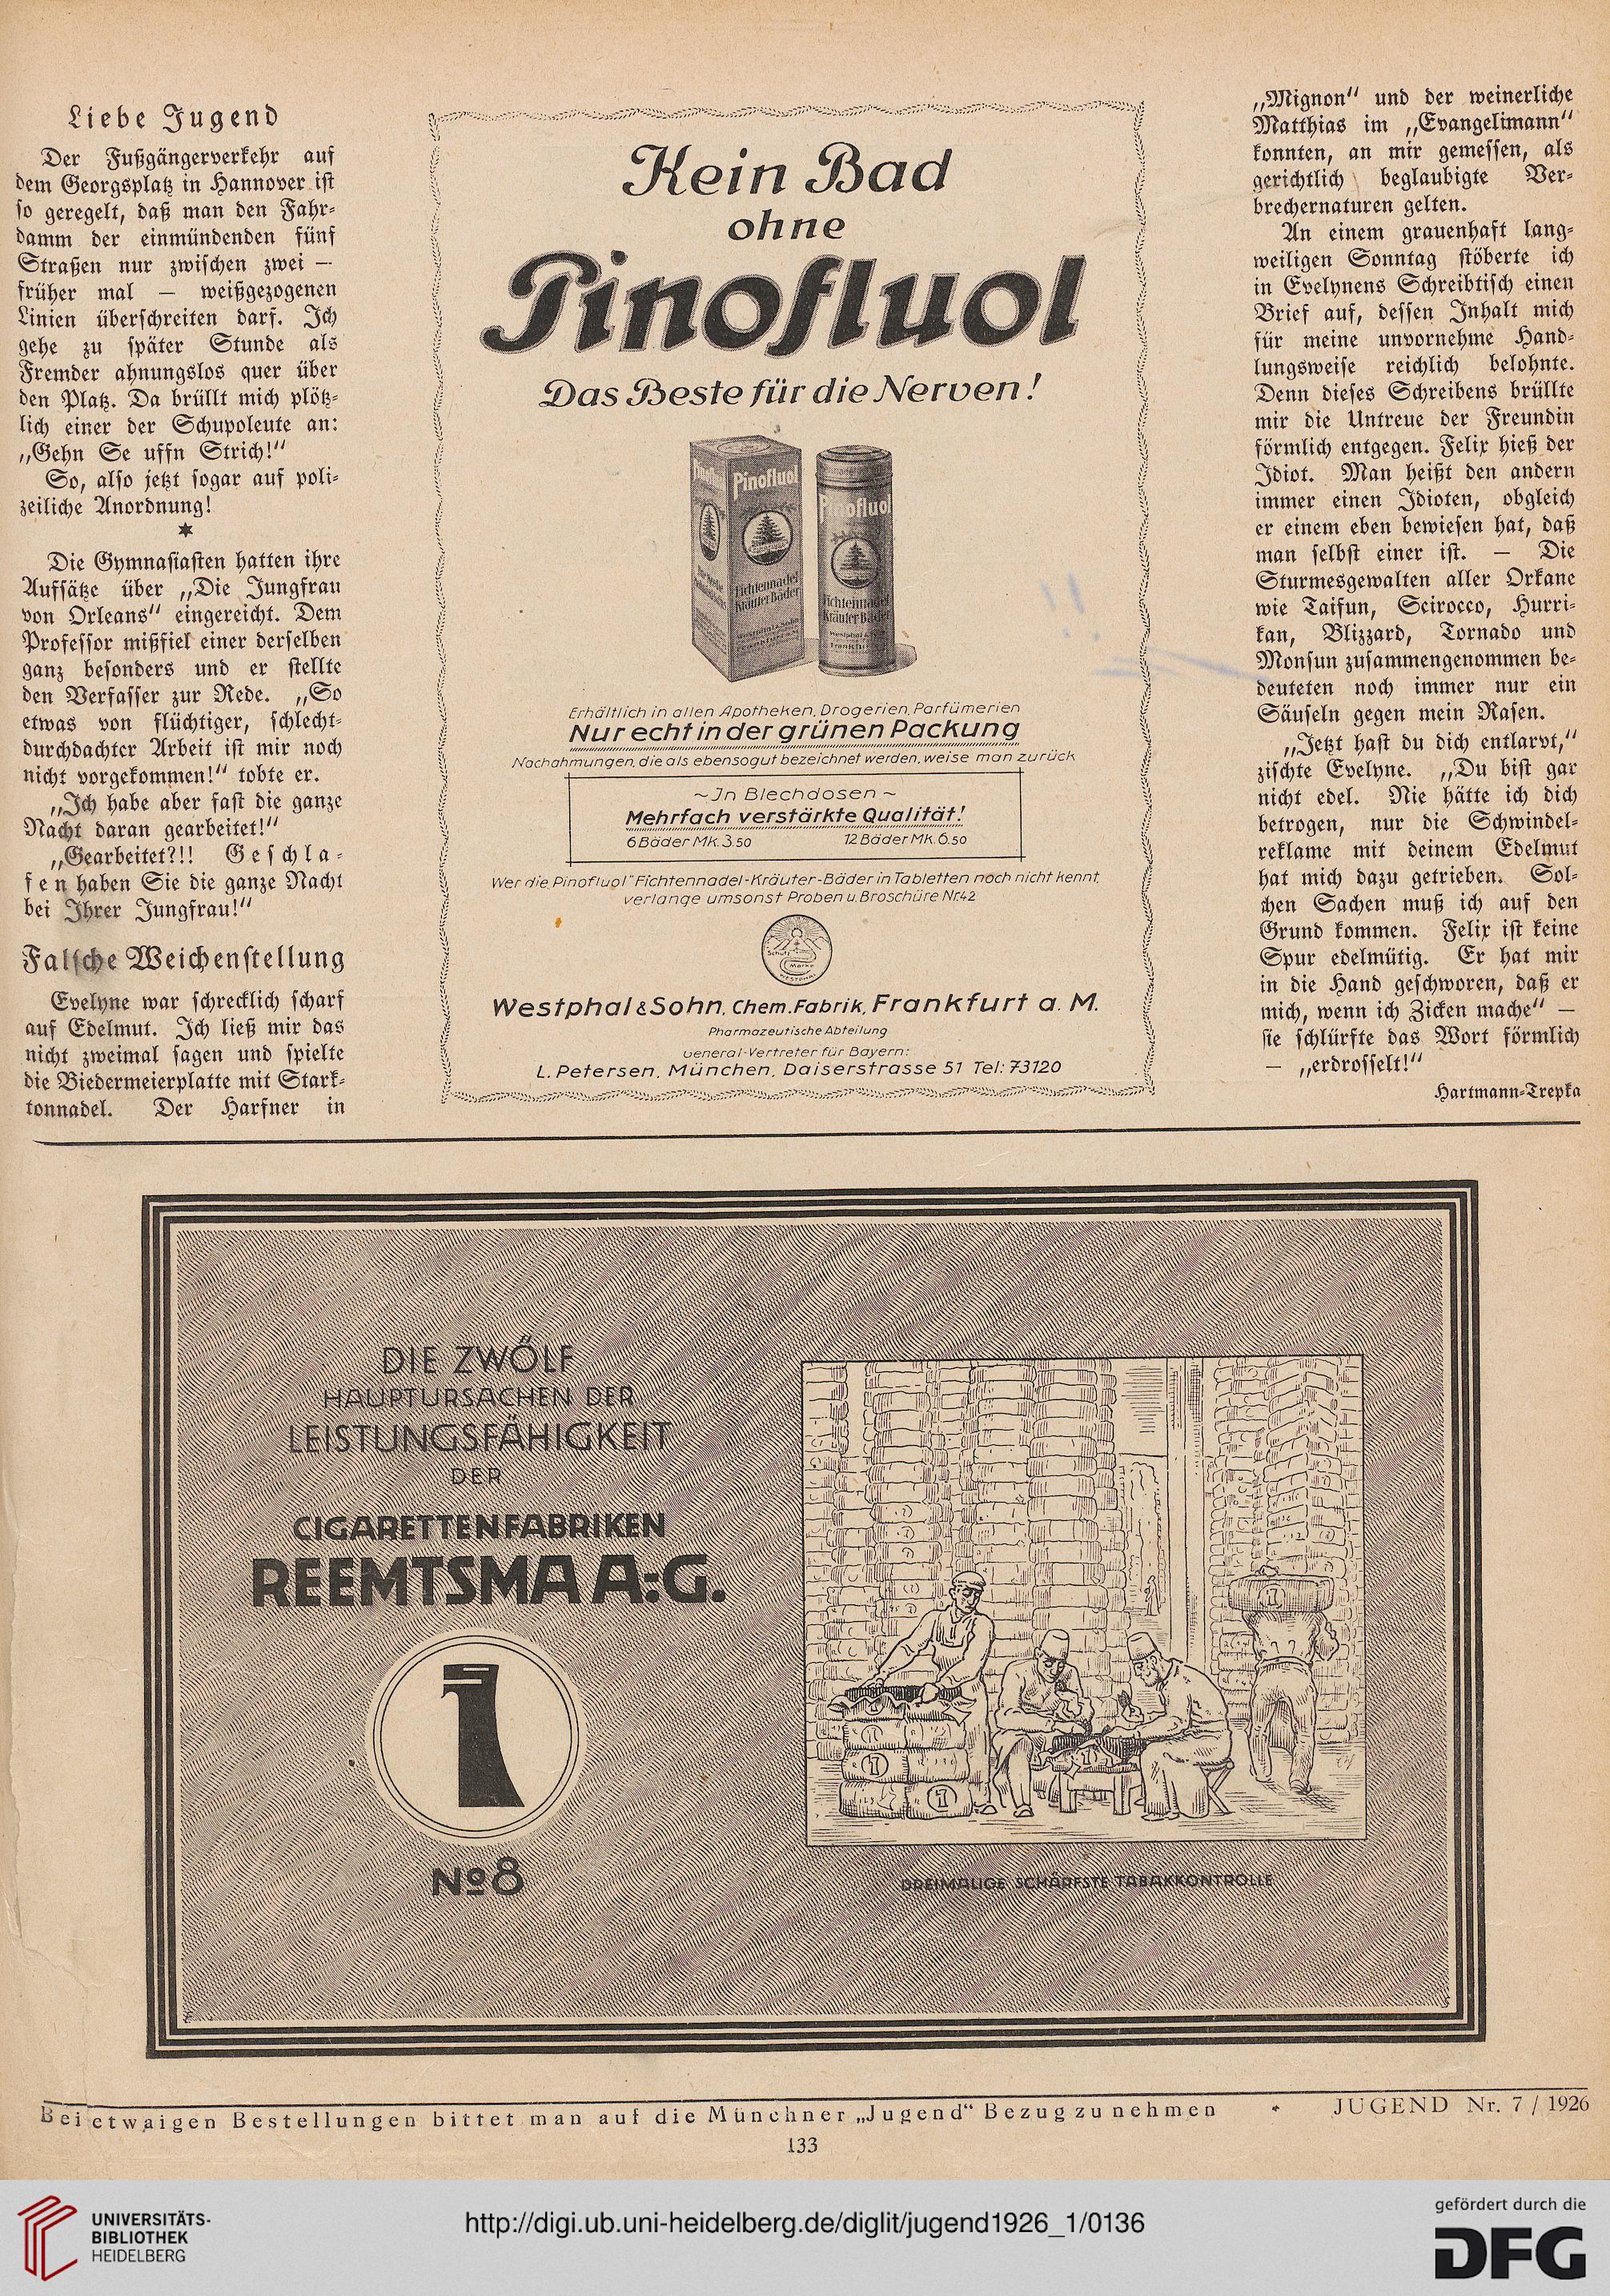 Liebe Jugend
Der Fußgängerverkehr auf
dem Georgsplatz in Hannover ist
so geregelt, daß man den Fahr-
damm der einmündenden fünf
Straßen nur zwischen zwei —
früher mal — weißgezogenen
Linien überschreiten darf. Ich
gehe zu später Stunde als
Fremder ahnungslos quer über
den Platz. Da brüllt mich plötz-
lich einer der Schupoleute an:
„Gehn Se uffn Strich!“
So, also jetzt sogar auf poli-
zeiliche Anordnung!
*
Die Gymnasiasten hatten ihre
Aufsätze über „Die Jungfrau
von Orleans“ eingereicht. Dem
Professor mißfiel einer derselben
ganz besonders und er stellte
den Verfasser zur Rede. „So
etwas von flüchtiger, schlecht-
durchdachter Arbeit ist mir noch
nicht vorgekommen!“ tobte er.
„Ich habe aber fast die ganze
Nacht daran gearbeitet!“
„Gearbeitet?!! Geschla-
fen haben Sie die ganze Nacht
bei Ihrer Jungfrau!“
Falsche Weichenstellung
Evelyne war schrecklich scharf
auf Edelmut. Ich ließ mir das
nicht zweimal sagen und spielte
die Biedermeierplatte mit Stark-
tonnadel. Der Harfner in
Kein Bad
ohne
Pinofluol
Das Beste für die Nerven!
Pinofluol
Pinofluol
Fichtennadel
Kräuter Bäder
Fichtennadel
Kräuter Bäder
Erhältlich in allen Apotheken, Drogerien, Parfümerien
Nur echt in der grünen Packung
Nachahmungen, die als ebensogut bezeichnet werden, weise man zurück
~ In Blechdosen ~
Mehrfach verstärkte Qualität!
6 Bäder Mk. 3.50 12 Bäder Mk. 6.50
Wer die „Pinofluol“ Fichtennadel-Kräuter-Bäder in Tabletten noch nicht kennt,
verlange umsonst Proben u. Broschüre Nr. 42
Schutz Marke
WESTPHAL
Westphal & Sohn, Chem. Fabrik, Frankfurt a. M.
Pharmazeutische Abteilung
General-Vertreter für Bayern:
L. Petersen, München, Daiserstrasse 51 Tel: 73120
„Mignon“ und der weinerliche
Matthias im „Evangelimann“
konnten, an mir gemessen, als
gerichtlich beglaubigte Ver-
brechernaturen gelten.
An einem grauenhaft lang-
weiligen Sonntag stöberte ich
in Evelynens Schreibtisch einen
Brief auf, dessen Inhalt mich
für meine unvornehme Hand-
lungsweise reichlich belohnte.
Denn dieses Schreibens brüllte
mir die Untreue der Freundin
förmlich entgegen. Felix hieß der
Idiot. Man heißt den andern
immer einen Idioten, obgleich
er einem eben bewiesen hat, daß
man selbst einer ist. — Die
Sturmesgewalten aller Orkane
wie Taifun, Scirocco, Hurri-
kan, Blizzard, Tornado und
Monsun zusammengenommen be-
deuteten noch immer nur ein
Säuseln gegen mein Rasen.
„Jetzt hast du dich entlarvt,“
zischte Evelyne. „Du bist gar
nicht edel. Nie hätte ich dich
betrogen, nur die Schwindel-
reklame mit deinem Edelmut
hat mich dazu getrieben. Sol-
chen Sachen muß ich auf den
Grund kommen. Felix ist keine
Spur edelmütig. Er hat mir
in die Hand geschworen, daß er
mich, wenn ich Zicken mache“ —
sie schlürfte das Wort förmlich
— „erdrosselt!“
Hartmann-Trepka
DIE ZWÖLF
HAUPTURSACHEN DER
LEISTUNGSFÄHIGKEIT
DER
CIGARETTENFABRIKEN
REEMTSMA A:G.
No 8
DREIMALIGE SCHÄRFSTE TABAKKONTROLLE
Bei etwaigen Bestellungen bittet man auf die Münchner „Jugend“ Bezug zu nehmen * JUGEND Nr. 7 / 1926
133
UNIVERSITÄTS-
BIBLIOTHEK
HEIDELBERG
http://digi.ub.uni-heidelberg.de/diglit/jugend1926_1/0136
gefördert durch die
DFG